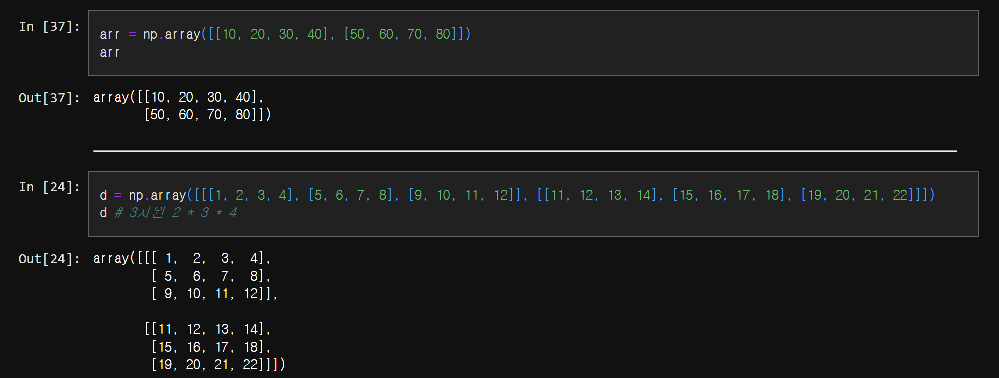 In [37]:
arr = np.array([[10, 20, 30, 40], [50, 60, 70, 80]])
arr
Out[37]: array([[10, 20, 30, 40],
       [50, 60, 70, 80]])
In [24]:
d = np.array([[[1, 2, 3, 4], [5, 6, 7, 8], [9, 10, 11, 12]], [[11, 12, 13, 14], [15, 16, 17, 18], [19, 20, 21, 22]]])
d # 3차원 2 * 3 * 4
Out[24]: array([[[ 1,  2,  3,  4],
        [ 5,  6,  7,  8],
        [ 9, 10, 11, 12]],
       [[11, 12, 13, 14],
        [15, 16, 17, 18],
        [19, 20, 21, 22]]])